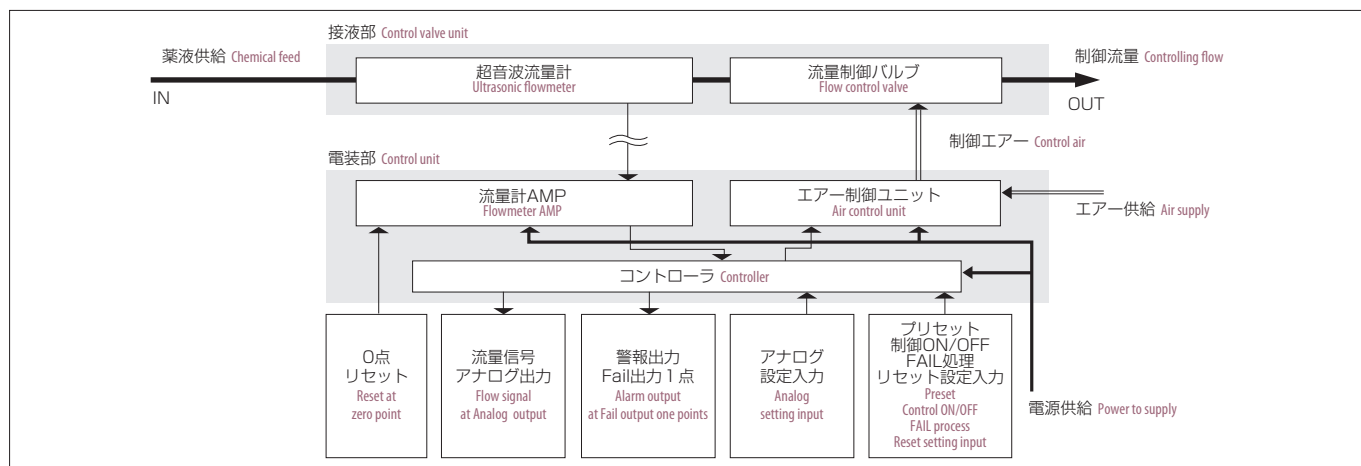 接液部 Control valve unit
薬液供給 Chemical feed
IN
超音波流量計
Ultrasonic flowmeter
流量制御バルブ
Flow control valve
制御流量 Controlling flow
OUT
制御エアー Control air
電装部 Control unit
流量計AMP
Flowmeter AMP
エアー制御ユニット
Air control unit
エアー供給 Air supply
コントローラ Controller
0点
リセット
Reset at
zero point
流量信号
アナログ出力
Flow signal
at Analog output
警報出力
Fail出力1点
Alarm output
at Fail output one points
アナログ
設定入力
Analog
setting input
プリセット
制御ON/OFF
FAIL処理
リセット設定入力
Preset
Control ON/OFF
FAIL process
Reset setting input
電源供給 Power to supply